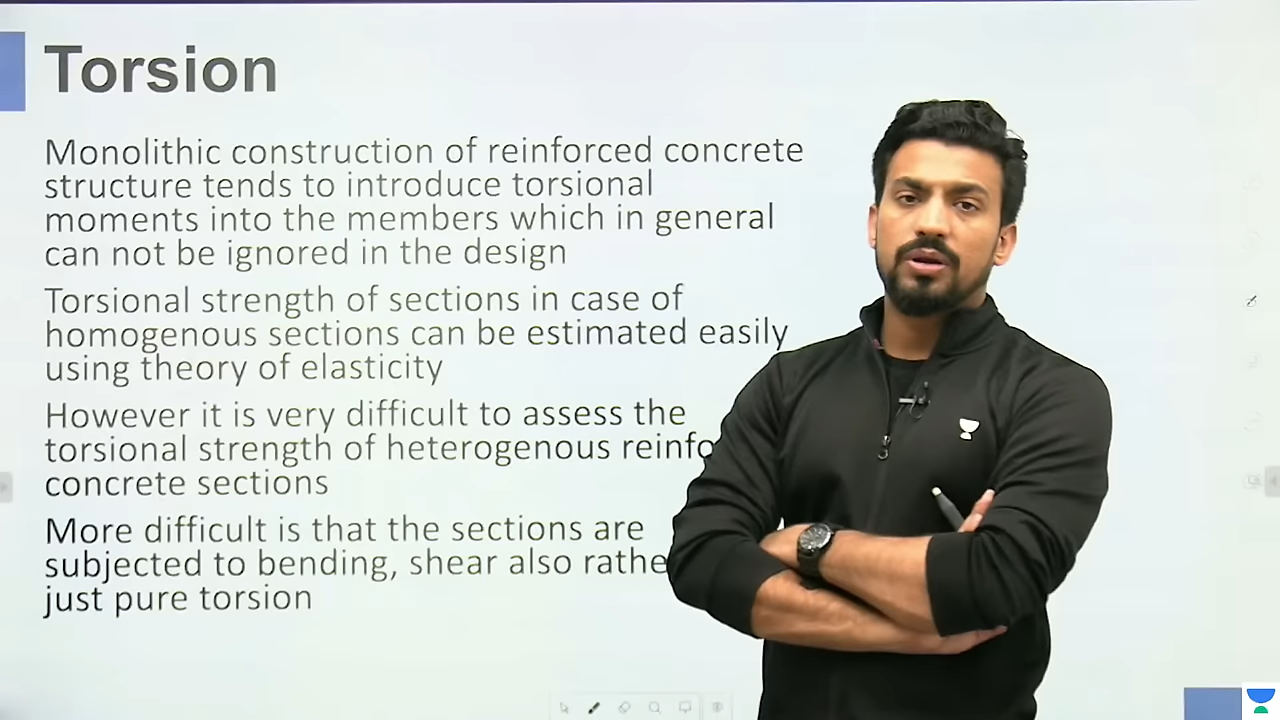 Torsion
Monolithic construction of reinforced concrete
structure tends to introduce torsional
moments into the members which in general
can not be ignored in the design
Torsional strength of sections in case of
homogenous sections can be estimated easily
using theory of elasticity
However it is very difficult to assess the
torsional strength of heterogenous
concrete sections
More difficult is that the sections are
subjected to bending, shear also
just pure torsion